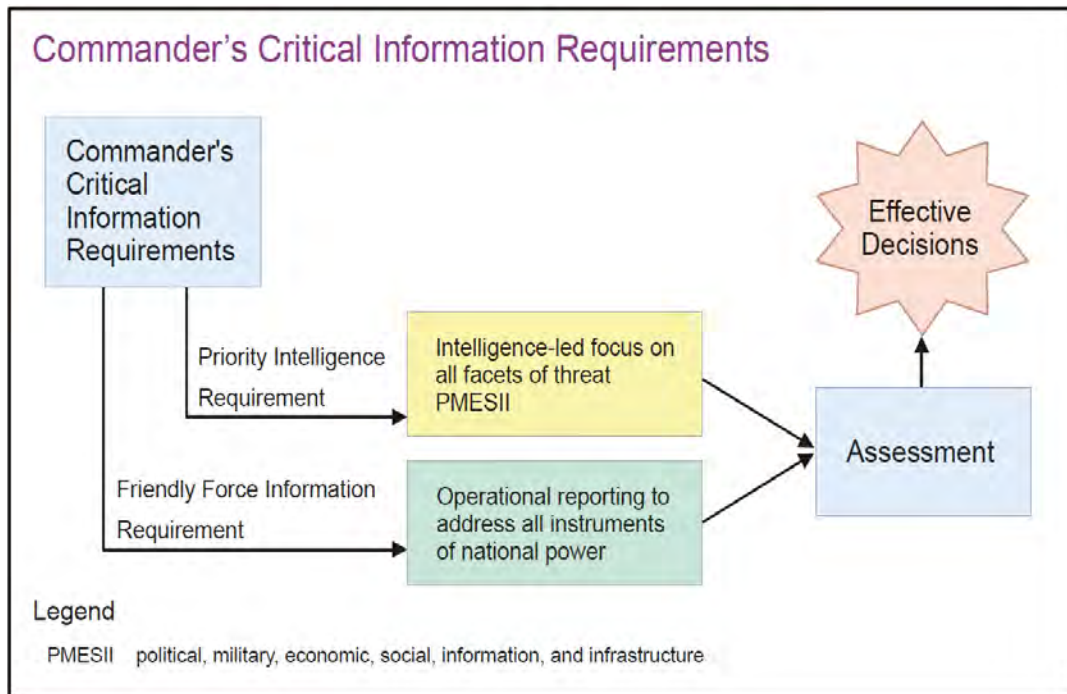 Commander's Critical Information Requirements
Commander's
Critical
Information
Requirements
Effective
Decisions
Priority Intelligence
Requirement
Intelligence-led focus on
all facets of threat
PMESII
Assessment
Friendly Force Information
Requirement
Operational reporting to
address all instruments
of national power
Legend
PMESII political, military, economic, social, information, and infrastructure